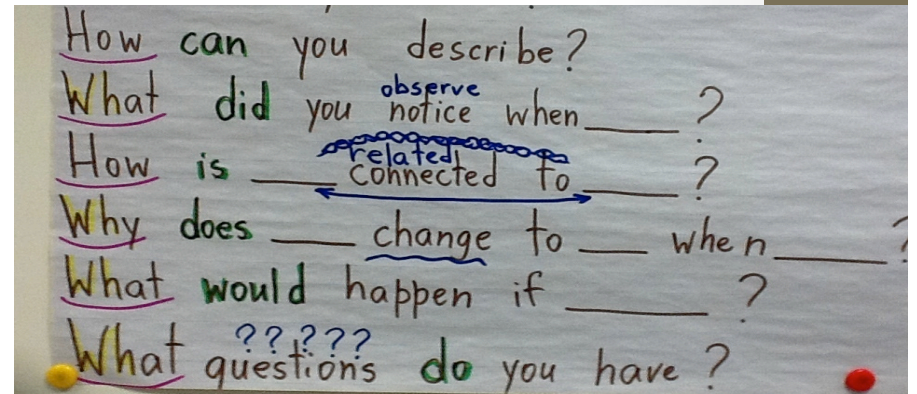 How can you describe?
observe
What did you notice when ____ ?
related
How is ____ connected to ____ ?
Why does ____ change to ____ when ____ ?
What would happen if ____ ?
? ? ? ? ?
What questions do you have?